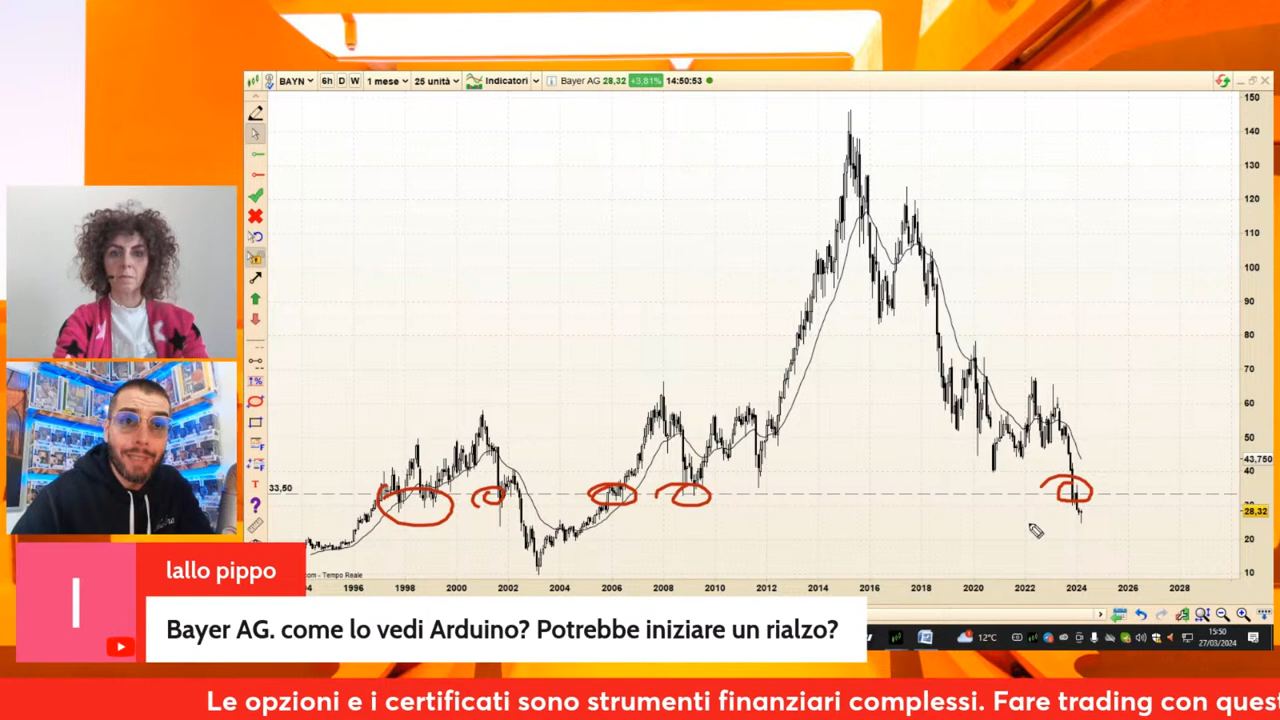 BAYN 6h D W 1 mese 25 unità Indicatori Bayer AG 28,32 +3,81% 14:50:53
150
140
130
120
110
100
90
80
70
60
50
43,750
40
33,50
28,32
20
10
com - Tempo Reale
1996 1998 2000 2002 2004 2006 2008 2010 2012 2014 2016 2018 2020 2022 2024 2026 2028
12°C
15:50
27/03/2024
l
lallo pippo
Bayer AG. come lo vedi Arduino? Potrebbe iniziare un rialzo?
Le opzioni e i certificati sono strumenti finanziari complessi. Fare trading con quest